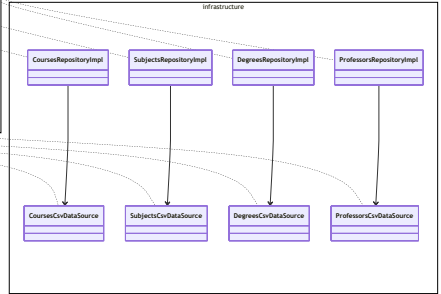 Infrastructure
CoursesRepositoryImpl
SubjectsRepositoryImpl
DegreesRepositoryImpl
ProfessorsRepositoryImpl
CoursesCsvDataSource
SubjectsCsvDataSource
DegreesCsvDataSource
ProfessorsCsvDataSource